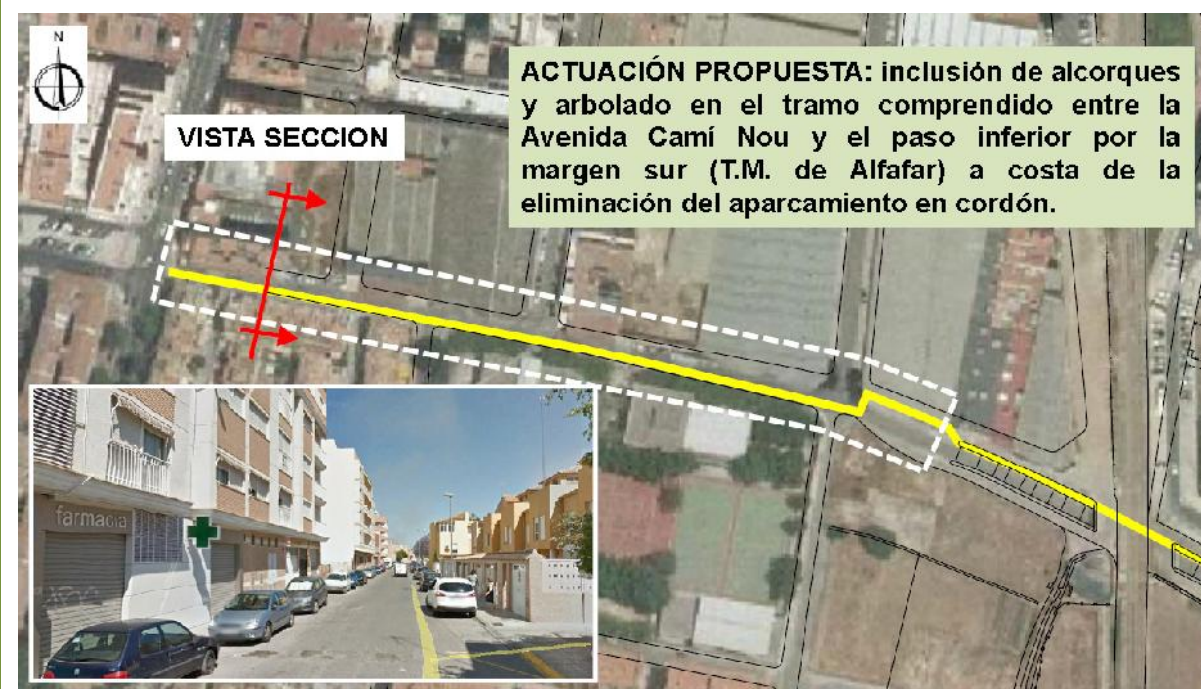 N
VISTA SECCION
ACTUACIÓN PROPUESTA: inclusión de alcorques
y arbolado en el tramo comprendido entre la
Avenida Camí Nou y el paso inferior por la
margen sur (T.M. de Alfafar) a costa de la
eliminación del aparcamiento en cordón.
farmacia